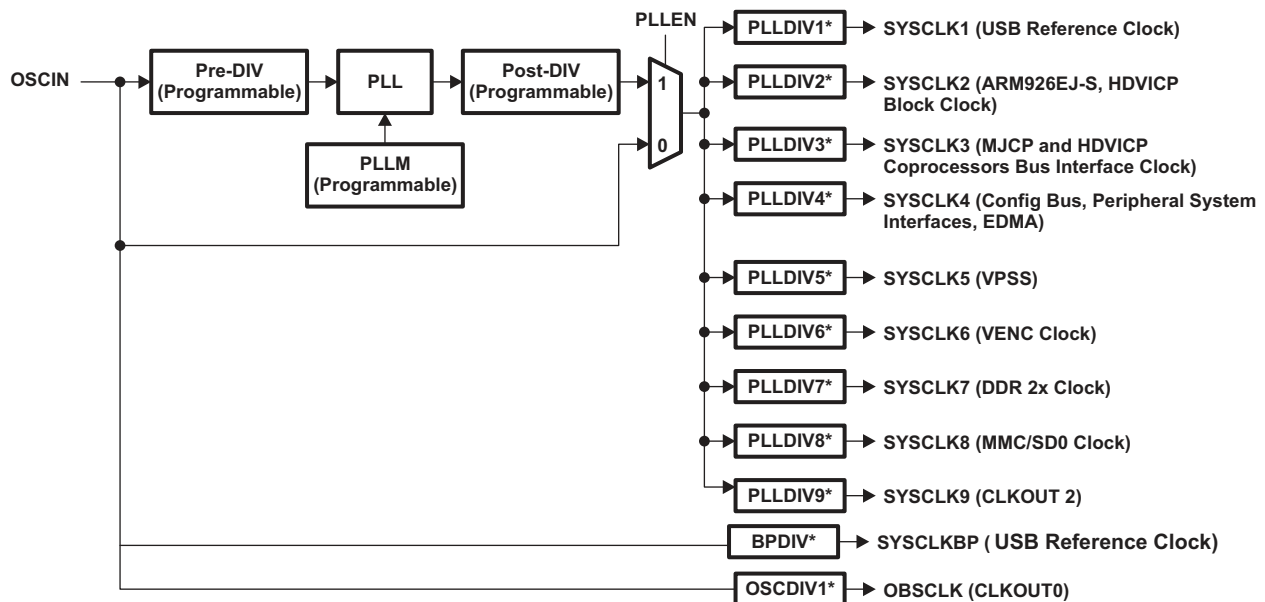 PLLEN
OSCIN
Pre-DIV
(Programmable)
PLL
Post-DIV
(Programmable)
PLLM
(Programmable)
1
0
PLLDIV1*
SYSCLK1 (USB Reference Clock)
PLLDIV2*
SYSCLK2 (ARM926EJ-S, HDVICP
Block Clock)
PLLDIV3*
SYSCLK3 (MJCP and HDVICP
Coprocessors Bus Interface Clock)
PLLDIV4*
SYSCLK4 (Config Bus, Peripheral System
Interfaces, EDMA)
PLLDIV5*
SYSCLK5 (VPSS)
PLLDIV6*
SYSCLK6 (VENC Clock)
PLLDIV7*
SYSCLK7 (DDR 2x Clock)
PLLDIV8*
SYSCLK8 (MMC/SD0 Clock)
PLLDIV9*
SYSCLK9 (CLKOUT 2)
BPDIV*
SYSCLKBP ( USB Reference Clock)
OSCDIV1*
OBSCLK (CLKOUT0)